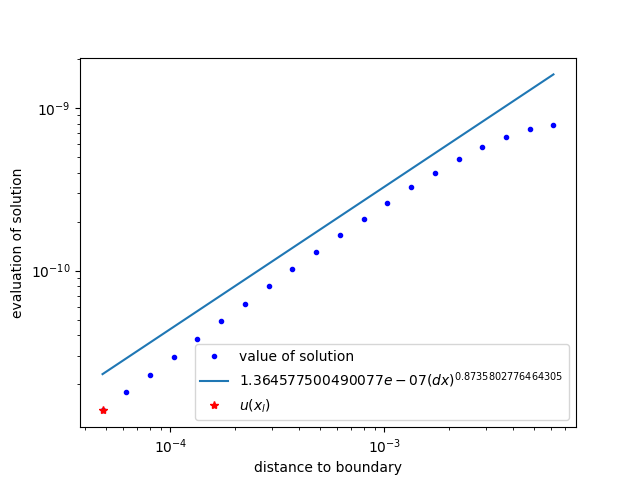 10⁻⁹
10⁻¹⁰
evaluation of solution
value of solution
1.364577500490077e − 07(dx)^0.8735802776464305
u(x_l)
10⁻⁴ 10⁻³
distance to boundary